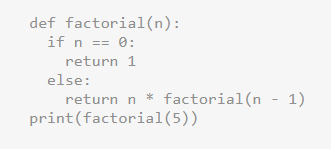 def factorial(n):
  if n == 0:
    return 1
  else:
    return n * factorial(n - 1)
print(factorial(5))